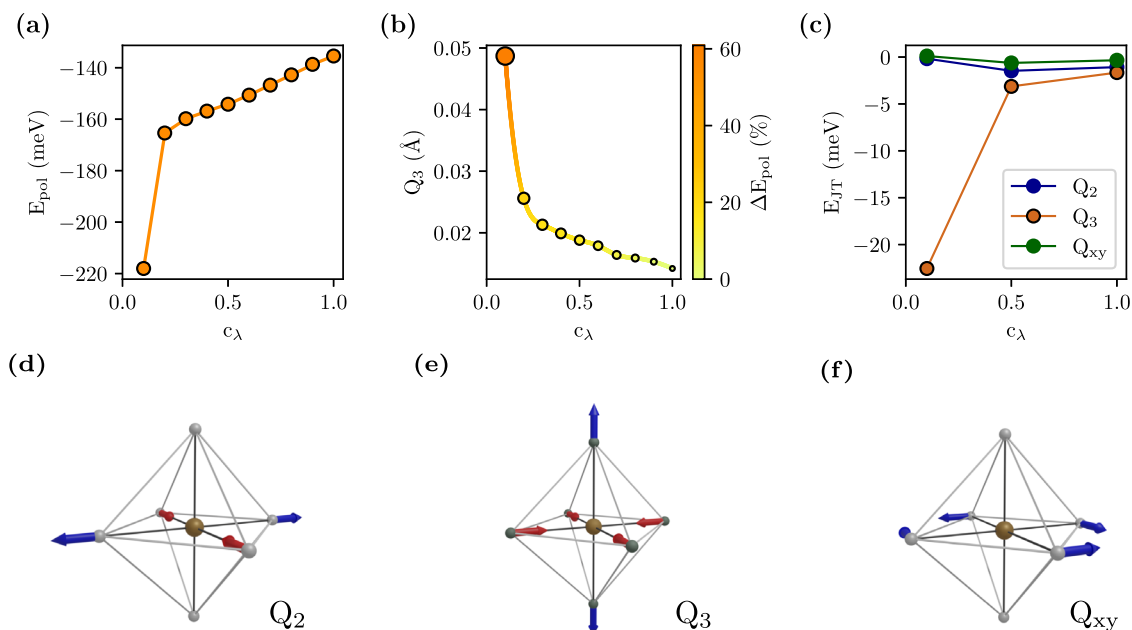 (a)
E_pol (meV)
−140
−160
−180
−200
−220
0.0
0.5
1.0
c_λ
(b)
Q_3 (Å)
0.05
0.04
0.03
0.02
0.0
0.5
1.0
c_λ
60
40
20
0
ΔE_pol (%)
(c)
E_JT (meV)
0
−5
−10
−15
−20
Q_2
Q_3
Q_xy
0.0
0.5
1.0
c_λ
(d)
Q_2
(e)
Q_3
(f)
Q_xy